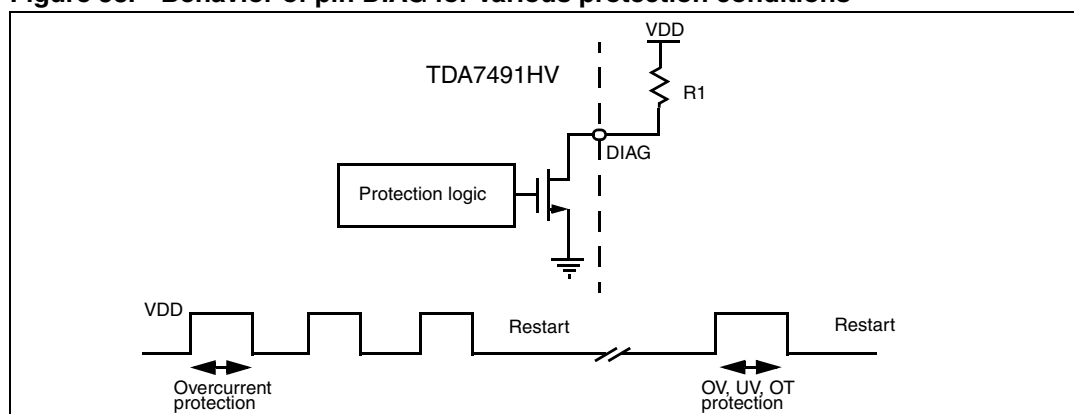 Figure Behavior of pin DIAG for various protection conditions
VDD
TDA7491HV
R1
DIAG
Protection logic
VDD
Restart
Restart
Overcurrent
protection
OV, UV, OT
protection